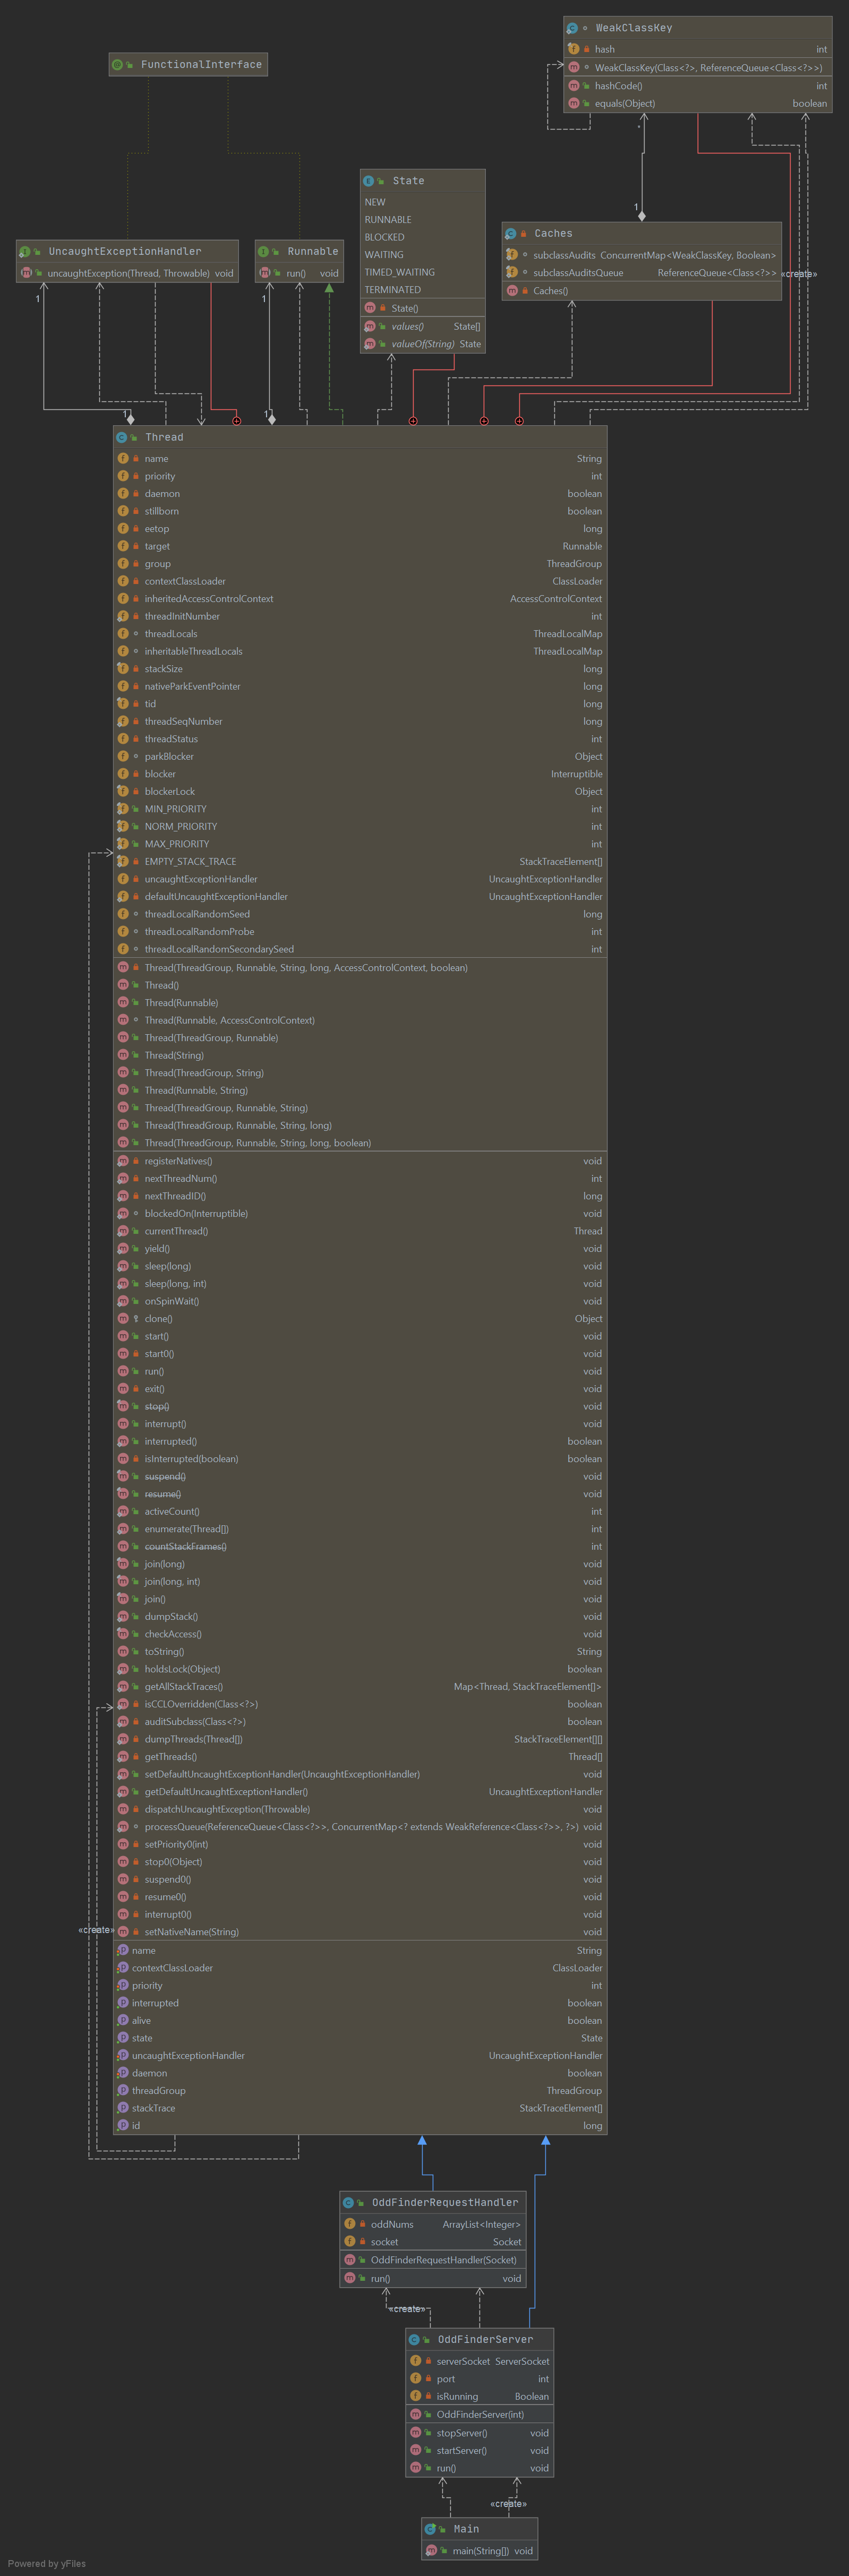 WeakClassKey
hash int
WeakClassKey(Class<?>, ReferenceQueue<Class<?>>)
hashCode() int
equals(Object) boolean
FunctionalInterface
State
NEW
RUNNABLE
BLOCKED
WAITING
TIMED_WAITING
TERMINATED
State()
values() State[]
valueOf(String) State
*
1
Caches
subclassAudits ConcurrentMap<WeakClassKey, Boolean>
subclassAuditsQueue ReferenceQueue<Class<?>>
Caches()
«create»
UncaughtExceptionHandler
uncaughtException(Thread, Throwable) void
Runnable
run() void
1
1
1
1
Thread
name String
priority int
daemon boolean
stillborn boolean
eetop long
target Runnable
group ThreadGroup
contextClassLoader ClassLoader
inheritedAccessControlContext AccessControlContext
threadInitNumber int
threadLocals ThreadLocalMap
inheritableThreadLocals ThreadLocalMap
stackSize long
nativeParkEventPointer long
tid long
threadSeqNumber long
threadStatus int
parkBlocker Object
blocker Interruptible
blockerLock Object
MIN_PRIORITY int
NORM_PRIORITY int
MAX_PRIORITY int
EMPTY_STACK_TRACE StackTraceElement[]
uncaughtExceptionHandler UncaughtExceptionHandler
defaultUncaughtExceptionHandler UncaughtExceptionHandler
threadLocalRandomSeed long
threadLocalRandomProbe int
threadLocalRandomSecondarySeed int
Thread(ThreadGroup, Runnable, String, long, AccessControlContext, boolean)
Thread()
Thread(Runnable)
Thread(Runnable, AccessControlContext)
Thread(ThreadGroup, Runnable)
Thread(String)
Thread(ThreadGroup, String)
Thread(Runnable, String)
Thread(ThreadGroup, Runnable, String)
Thread(ThreadGroup, Runnable, String, long)
Thread(ThreadGroup, Runnable, String, long, boolean)
registerNatives() void
nextThreadNum() int
nextThreadID() long
blockedOn(Interruptible) void
currentThread() Thread
yield() void
sleep(long) void
sleep(long, int) void
onSpinWait() void
clone() Object
start() void
start0() void
run() void
exit() void
stop() void
interrupt() void
interrupted() boolean
isInterrupted(boolean) boolean
suspend() void
resume() void
activeCount() int
enumerate(Thread[]) int
countStackFrames() int
join(long) void
join(long, int) void
join() void
dumpStack() void
checkAccess() void
toString() String
holdsLock(Object) boolean
getAllStackTraces() Map<Thread, StackTraceElement[]>
isCCLOverridden(Class<?>) boolean
auditSubclass(Class<?>) boolean
dumpThreads(Thread[]) StackTraceElement[][]
getThreads() Thread[]
setDefaultUncaughtExceptionHandler(UncaughtExceptionHandler) void
getDefaultUncaughtExceptionHandler() UncaughtExceptionHandler
dispatchUncaughtException(Throwable) void
processQueue(ReferenceQueue<Class<?>>, ConcurrentMap<? extends WeakReference<Class<?>>, ?>) void
setPriority0(int) void
stop0(Object) void
suspend0() void
resume0() void
interrupt0() void
setNativeName(String) void
«create»
name String
contextClassLoader ClassLoader
priority int
interrupted boolean
alive boolean
state State
uncaughtExceptionHandler UncaughtExceptionHandler
daemon boolean
threadGroup ThreadGroup
stackTrace StackTraceElement[]
id long
OddFinderRequestHandler
oddNums ArrayList<Integer>
socket Socket
OddFinderRequestHandler(Socket)
run() void
«create»
OddFinderServer
serverSocket ServerSocket
port int
isRunning Boolean
OddFinderServer(int)
stopServer() void
startServer() void
run() void
«create»
Main
main(String[]) void
Powered by yFiles